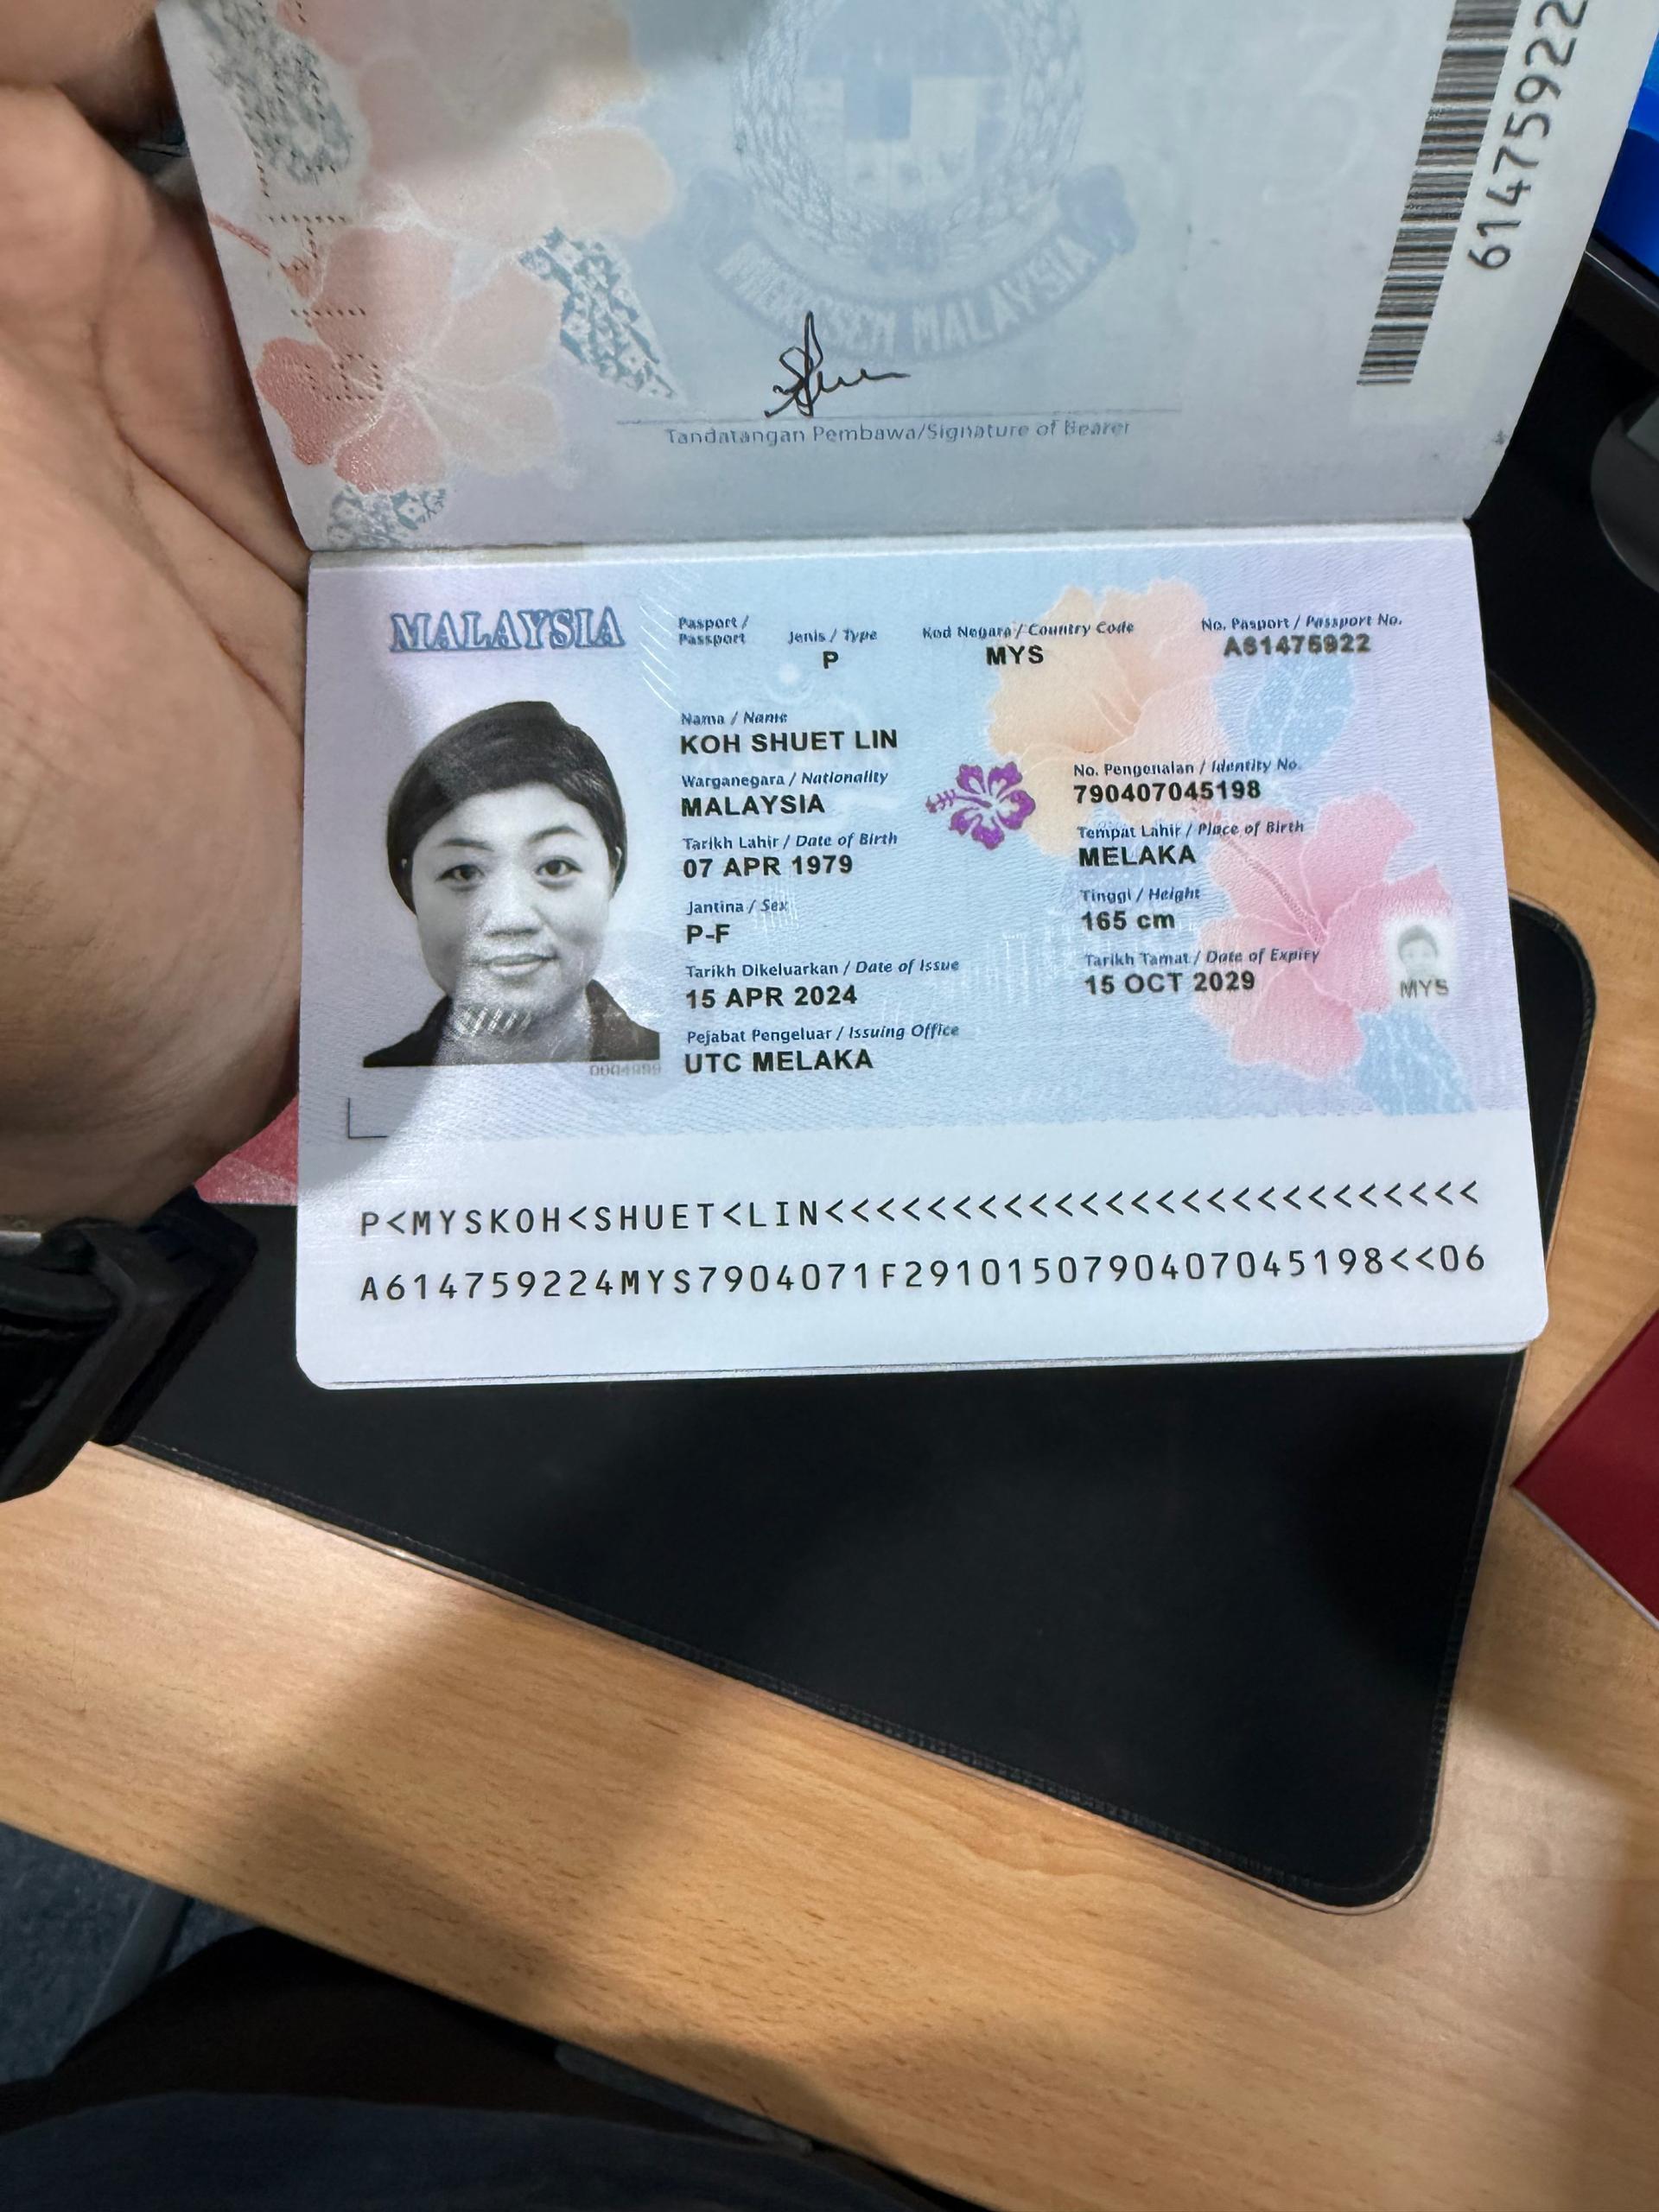 61475922
MERGSEM MALAYSIA
Tandatangan Pembawa/Signature of Bearer
MALAYSIA
Pasport / Passport
Jenis / Type
P
Kod Negara / Country Code
MYS
No. Pasport / Passport No.
A61475922
Nama / Name
KOH SHUET LIN
Warganegara / Nationality
MALAYSIA
Tarikh Lahir / Date of Birth
07 APR 1979
Jantina / Sex
P-F
Tarikh Dikeluarkan / Date of Issue
15 APR 2024
Pejabat Pengeluar / Issuing Office
UTC MELAKA
No. Pengenalan / Identity No.
790407045198
Tempat Lahir / Place of Birth
MELAKA
Tinggi / Height
165 cm
Tarikh Tamat / Date of Expiry
15 OCT 2029
MYS
P<MYSKOH<SHUET<LIN<<<<<<<<<<<<<<<<<<<<<<<<<<
A614759224MYS7904071F2910150790407045198<<06